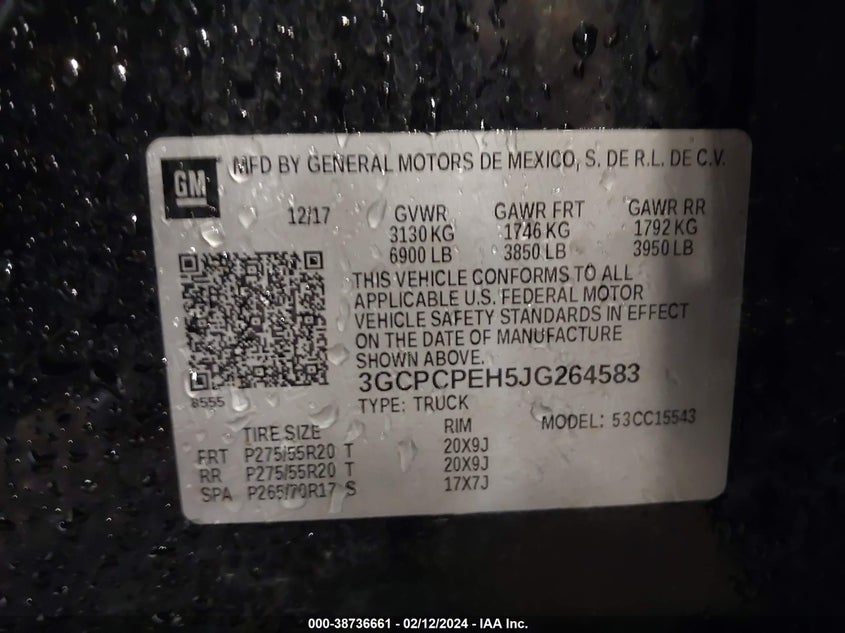 GM
MFD BY GENERAL MOTORS DE MEXICO, S. DE R.L. DE C.V.
12/17 GVWR GAWR FRT GAWR RR
3130 KG 1746 KG 1792 KG
6900 LB 3850 LB 3950 LB
THIS VEHICLE CONFORMS TO ALL
APPLICABLE U.S. FEDERAL MOTOR
VEHICLE SAFETY STANDARDS IN EFFECT
ON THE DATE OF MANUFACTURE
SHOWN ABOVE.
8555
3GCPCPEH5JG264583
TYPE: TRUCK MODEL: 53CC15543
TIRE SIZE RIM
FRT P275/55R20 T 20X9J
RR P275/55R20 T 20X9J
SPA P265/70R17 S 17X7J
000-38736661 - 02/12/2024 - IAA Inc.